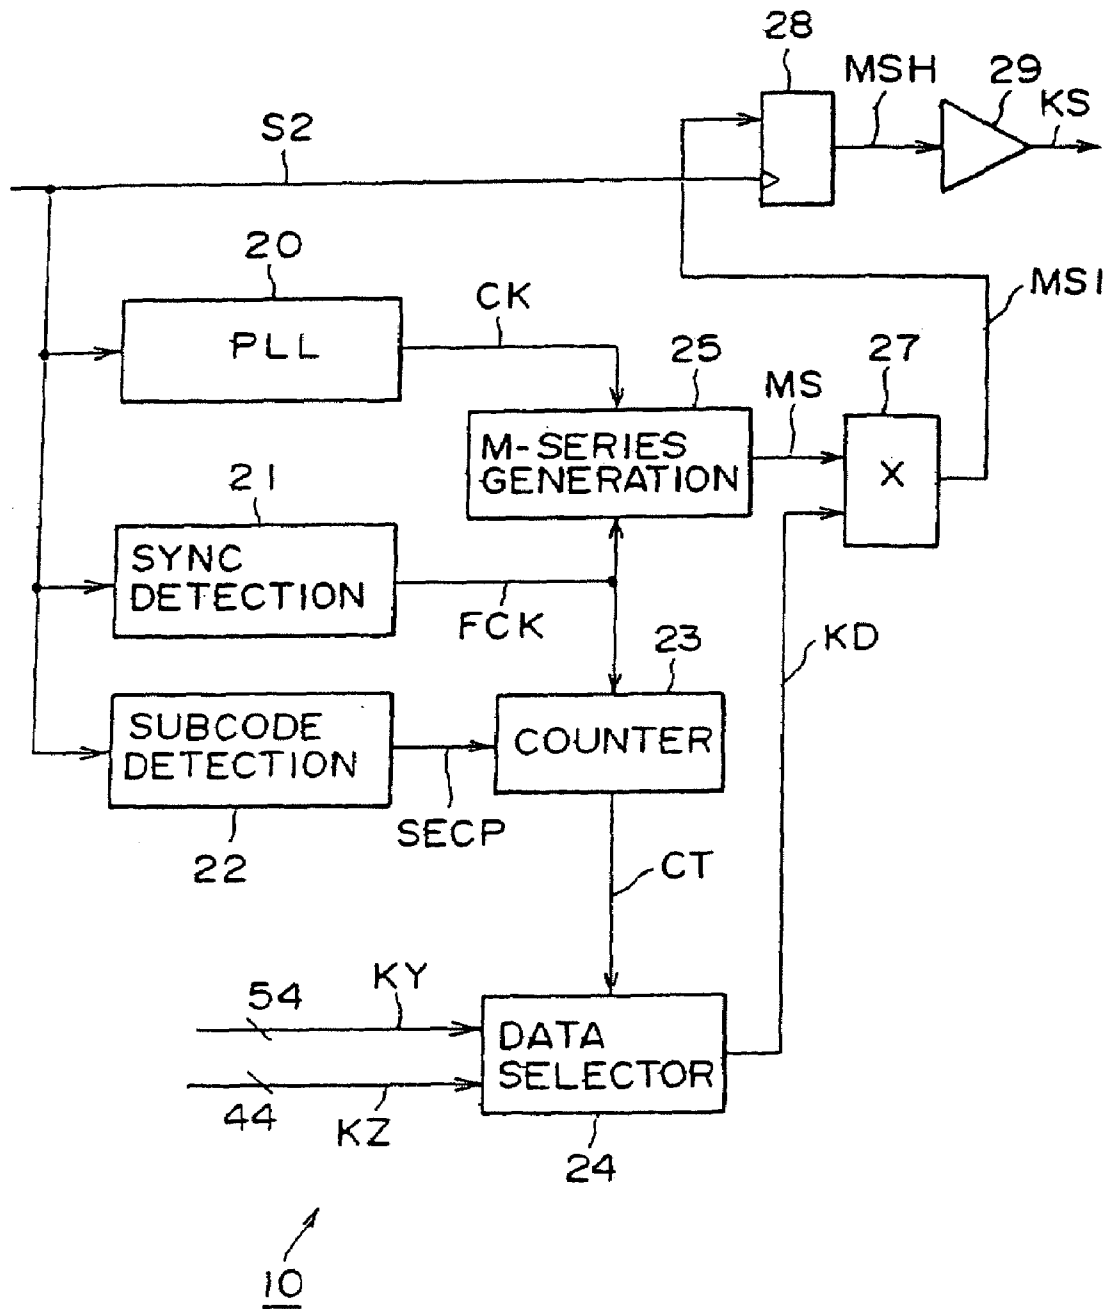 28
MSH
29
KS
S2
20
PLL
CK
MS1
25
MS
27
M-SERIES
GENERATION
X
21
SYNC
DETECTION
FCK
23
KD
SUBCODE
DETECTION
COUNTER
SECP
22
CT
54
KY
DATA
SELECTOR
44
KZ
24
10